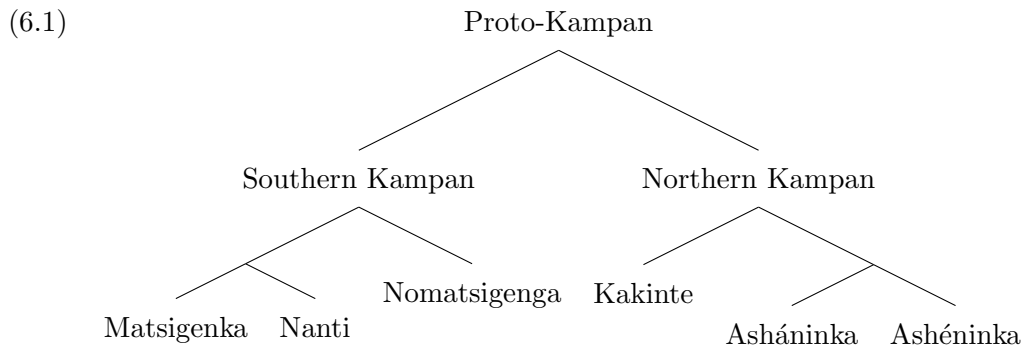 (6.1) Proto-Kampan
Southern Kampan Northern Kampan
Nomatsigenga Kakinte
Matsigenka Nanti Asháninka Ashéninka